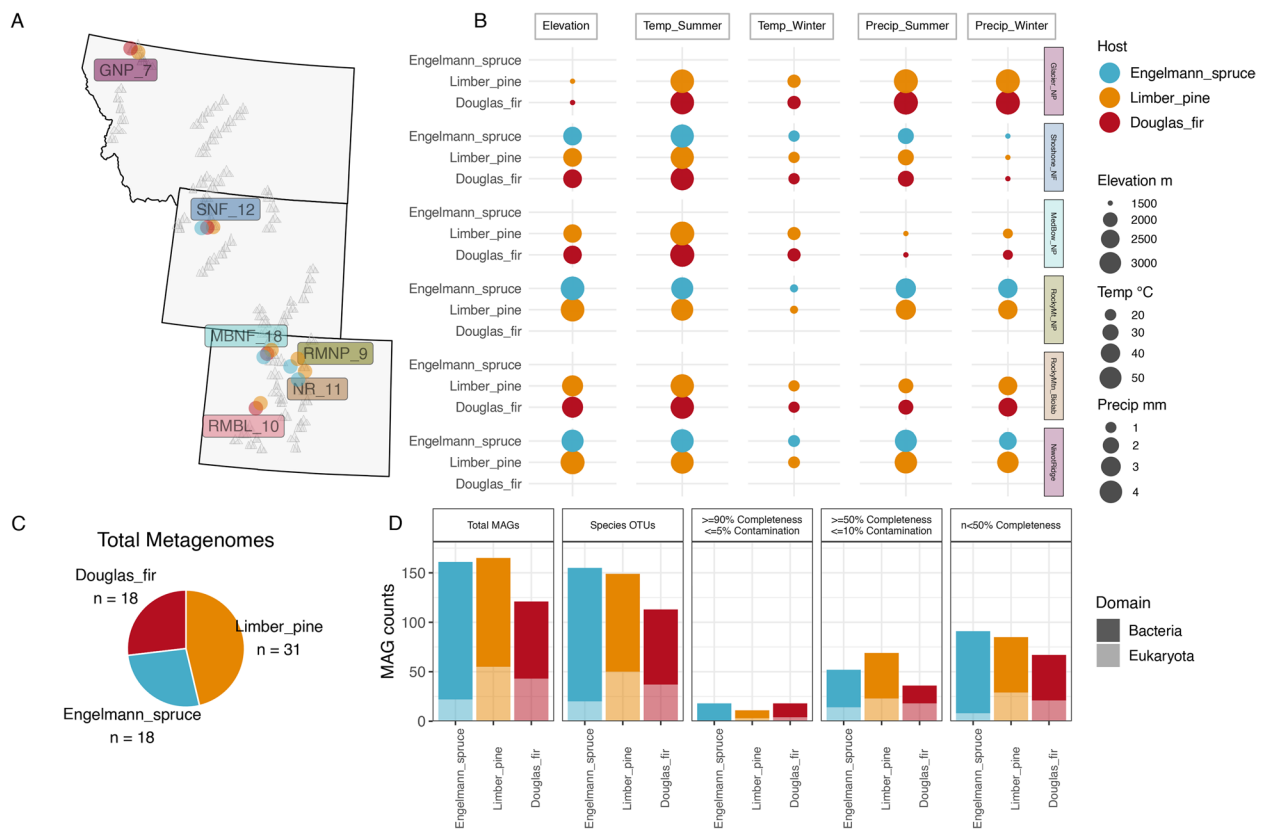 A
GNP_7
SNF_12
MBNF_18
RMNP_9
NR_11
RMBL_10
B
Elevation Temp_Summer Temp_Winter Precip_Summer Precip_Winter
Engelmann_spruce
Limber_pine
Douglas_fir
Glacier_NP
Engelmann_spruce
Limber_pine
Douglas_fir
Shoshone_NF
Engelmann_spruce
Limber_pine
Douglas_fir
MedBow_NP
Engelmann_spruce
Limber_pine
Douglas_fir
RockyMt_NP
Engelmann_spruce
Limber_pine
Douglas_fir
RockyMtn_Biolab
Engelmann_spruce
Limber_pine
Douglas_fir
NiwotRidge
Host
Engelmann_spruce
Limber_pine
Douglas_fir
Elevation m
1500
2000
2500
3000
Temp °C
20
30
40
50
Precip mm
1
2
3
4
C
Total Metagenomes
Douglas_fir
n = 18
Limber_pine
n = 31
Engelmann_spruce
n = 18
D
Total MAGs
Species OTUs
>=90% Completeness
<=5% Contamination
>=50% Completeness
<=10% Contamination
n<50% Completeness
MAG counts
150
100
50
0
Engelmann_spruce
Limber_pine
Douglas_fir
Engelmann_spruce
Limber_pine
Douglas_fir
Engelmann_spruce
Limber_pine
Douglas_fir
Engelmann_spruce
Limber_pine
Douglas_fir
Engelmann_spruce
Limber_pine
Douglas_fir
Domain
Bacteria
Eukaryota